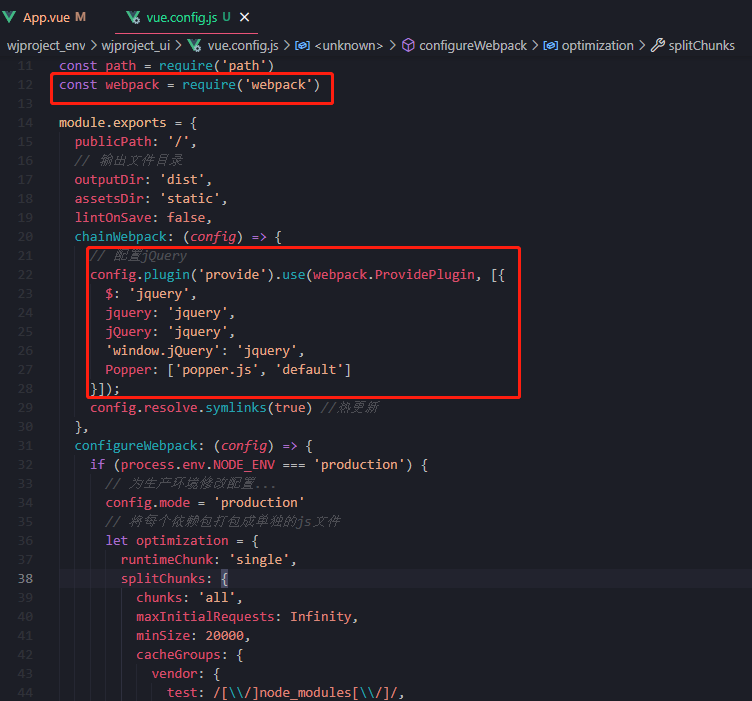 App.vue M vue.config.js U ×
wjproject_env > wjproject_ui > vue.config.js > <unknown> > configureWebpack > optimization > splitChunks
11 const path = require('path')
12 const webpack = require('webpack')
13
14 module.exports = {
15 publicPath: '/',
16 // 输出文件目录
17 outputDir: 'dist',
18 assetsDir: 'static',
19 lintOnSave: false,
20 chainWebpack: (config) => {
21 // 配置jQuery
22 config.plugin('provide').use(webpack.ProvidePlugin, [{
23 $: 'jquery',
24 jquery: 'jquery',
25 jQuery: 'jquery',
26 'window.jQuery': 'jquery',
27 Popper: ['popper.js', 'default']
28 }]);
29 config.resolve.symlinks(true) //热更新
30 },
31 configureWebpack: (config) => {
32 if (process.env.NODE_ENV === 'production') {
33 // 为生产环境修改配置...
34 config.mode = 'production'
35 // 将每个依赖包打包成单独的js文件
36 let optimization = {
37 runtimeChunk: 'single',
38 splitChunks: {
39 chunks: 'all',
40 maxInitialRequests: Infinity,
41 minSize: 20000,
42 cacheGroups: {
43 vendor: {
44 test: /[\\/]node_modules[\\/]/,